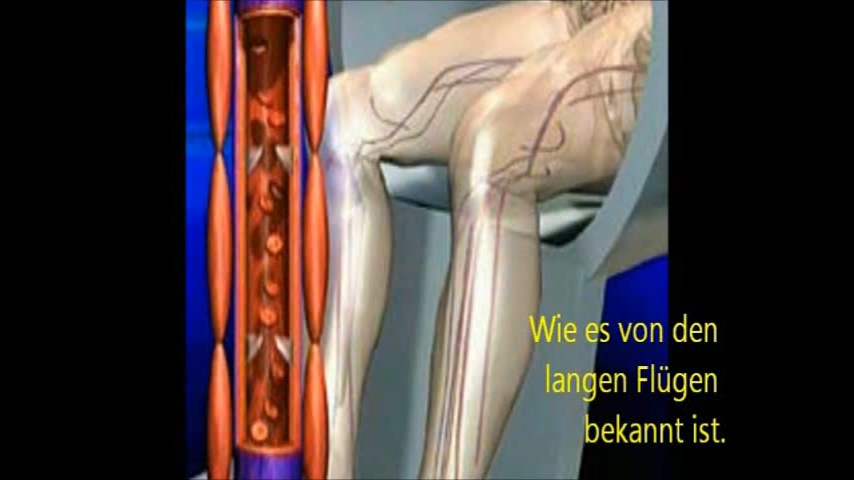 Wie es von den
langen Flügen
bekannt ist.